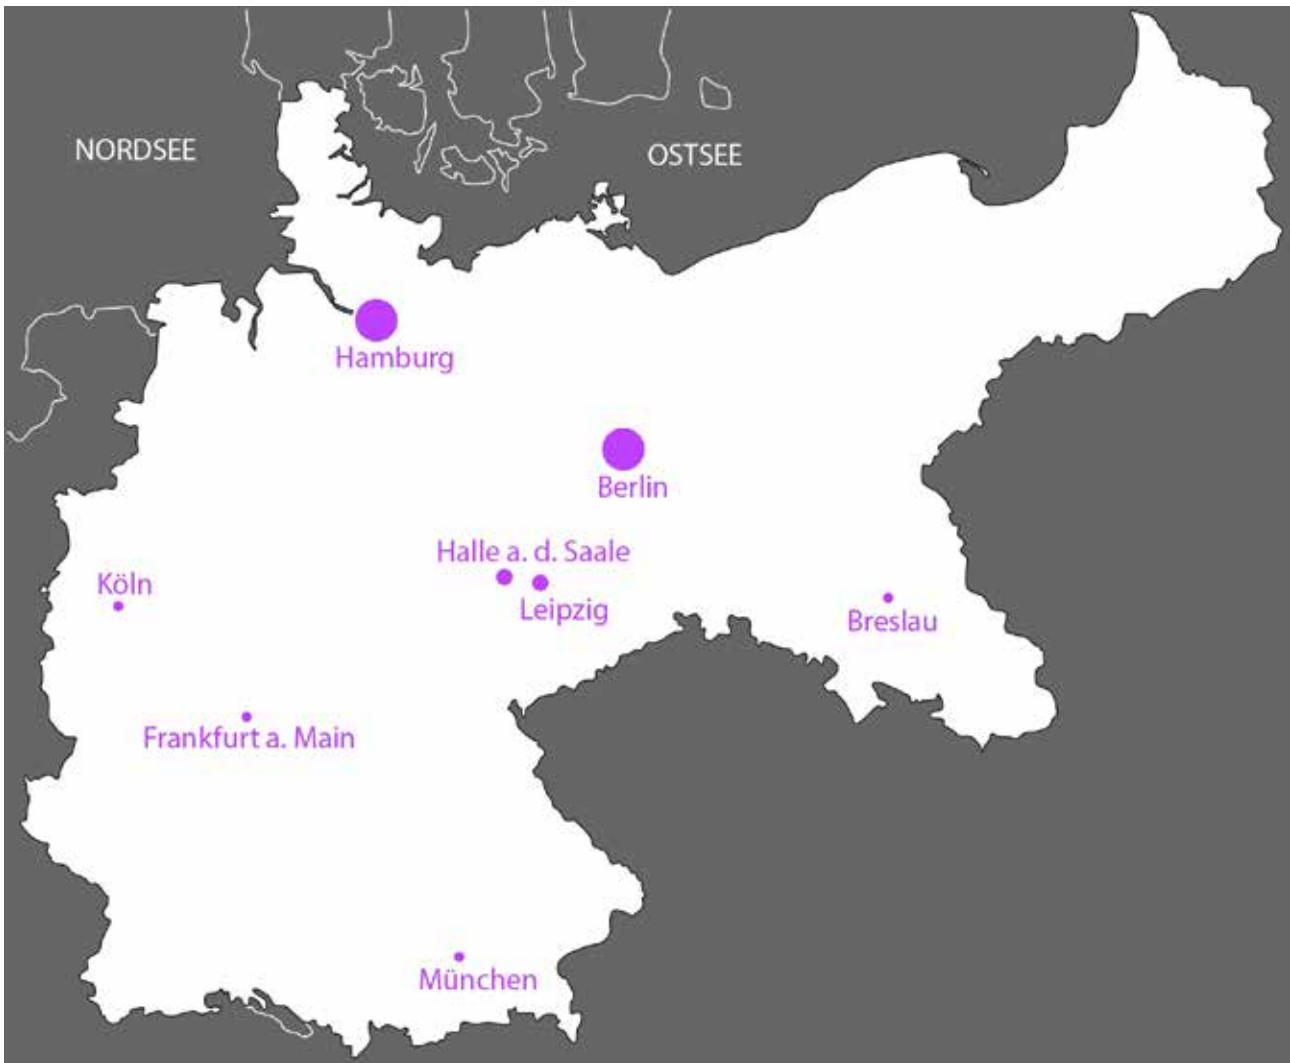 NORDSEE
OSTSEE
Hamburg
Berlin
Halle a. d. Saale
Köln
Leipzig
Breslau
Frankfurt a. Main
München